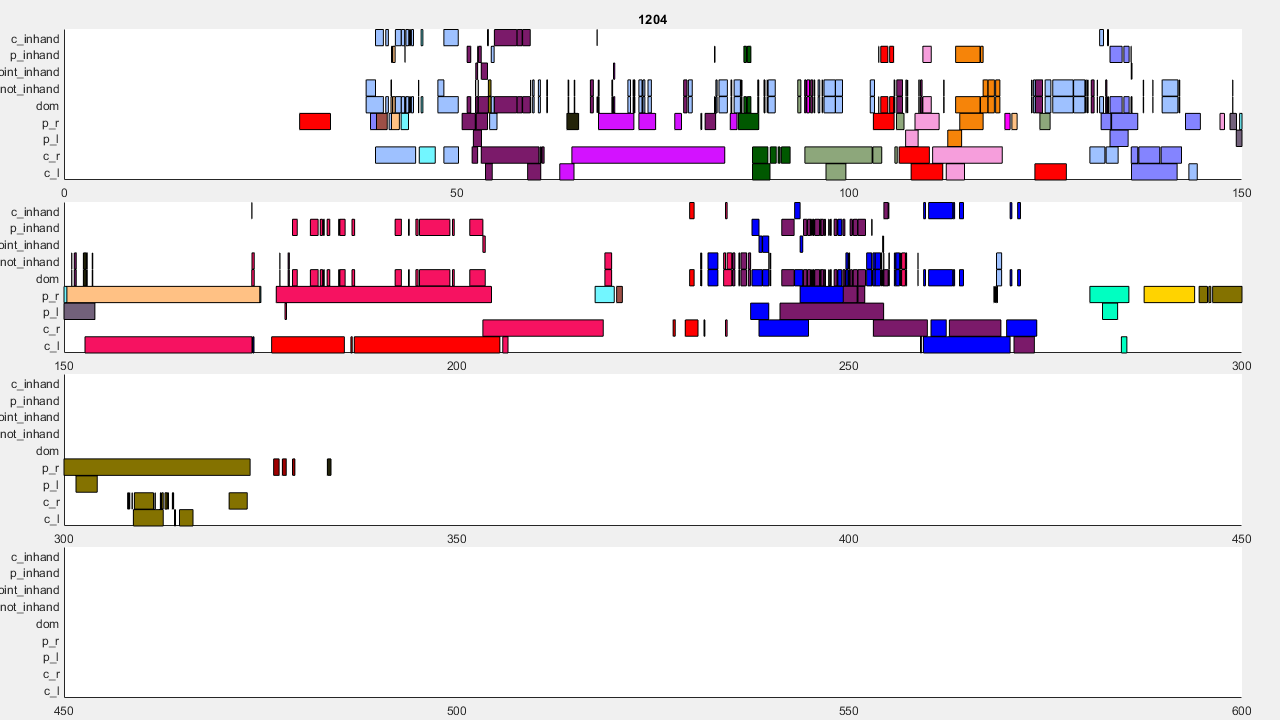 1204
c_inhand
p_inhand
oint_inhand
not_inhand
dom
p_r
p_l
c_r
c_l
0 50 100 150
c_inhand
p_inhand
oint_inhand
not_inhand
dom
p_r
p_l
c_r
c_l
150 200 250 300
c_inhand
p_inhand
oint_inhand
not_inhand
dom
p_r
p_l
c_r
c_l
300 350 400 450
c_inhand
p_inhand
oint_inhand
not_inhand
dom
p_r
p_l
c_r
c_l
450 500 550 600